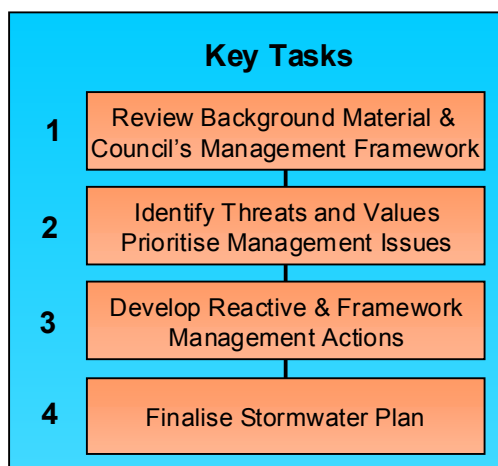 Key Tasks
1
Review Background Material &
Council's Management Framework
2
Identify Threats and Values
Prioritise Management Issues
3
Develop Reactive & Framework
Management Actions
4
Finalise Stormwater Plan